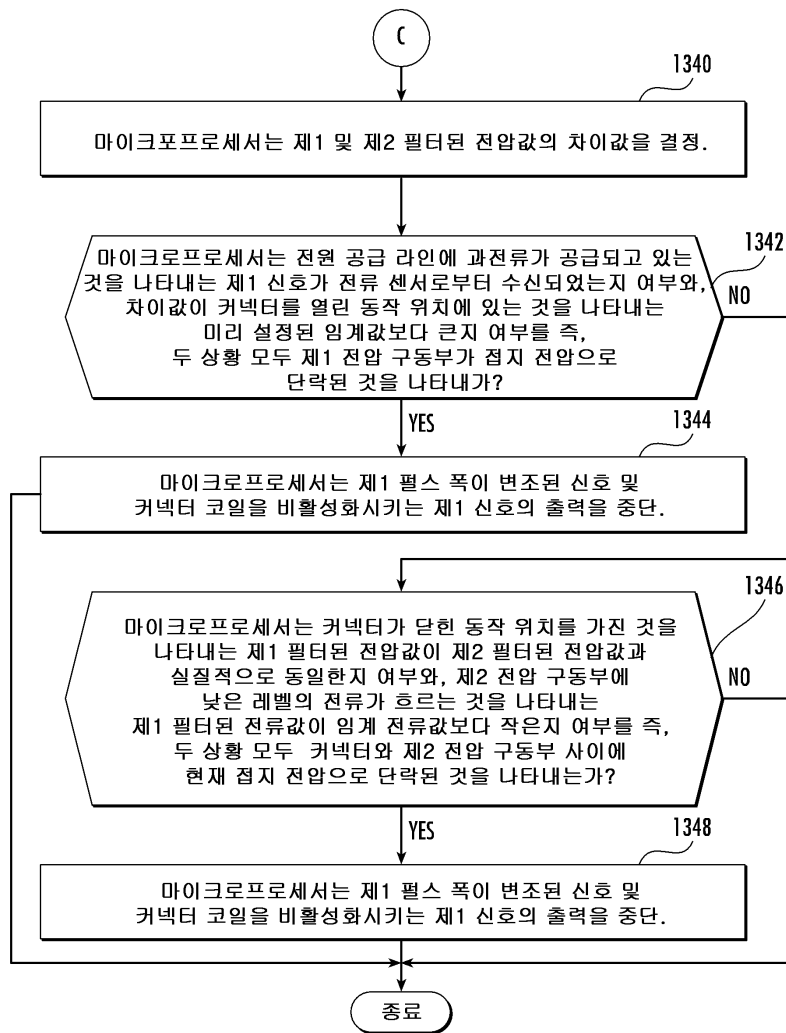 C
1340
마이크포프로세서는 제1 및 제2 필터된 전압값의 차이값을 결정.
마이크로프로세서는 전원 공급 라인에 과전류가 공급되고 있는
것을 나타내는 제1 신호가 전류 센서로부터 수신되었는지 여부와,
차이값이 커넥터를 열린 동작 위치에 있는 것을 나타내는
미리 설정된 임계값보다 큰지 여부를 즉,
두 상황 모두 제1 전압 구동부가 접지 전압으로
단락된 것을 나타내가?
1342
NO
YES
1344
마이크로프로세서는 제1 펄스 폭이 변조된 신호 및
커넥터 코일을 비활성화시키는 제1 신호의 출력을 중단.
1346
마이크로프로세서는 커넥터가 닫힌 동작 위치를 가진 것을
나타내는 제1 필터된 전압값이 제2 필터된 전압값과
실질적으로 동일한지 여부와, 제2 전압 구동부에
낮은 레벨의 전류가 흐르는 것을 나타내는
제1 필터된 전류값이 임계 전류값보다 작은지 여부를 즉,
두 상황 모두 커넥터와 제2 전압 구동부 사이에
현재 접지 전압으로 단락된 것을 나타내는가?
NO
YES
1348
마이크로프로세서는 제1 펄스 폭이 변조된 신호 및
커넥터 코일을 비활성화시키는 제1 신호의 출력을 중단.
종료